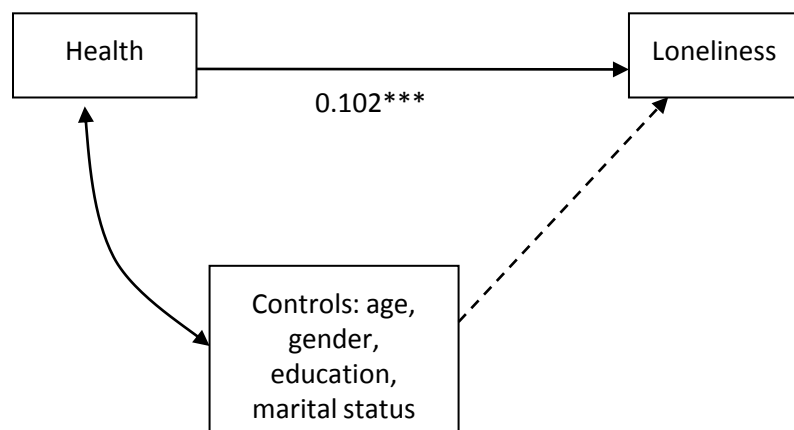 Health
Loneliness
0.102***
Controls: age,
gender,
education,
marital status